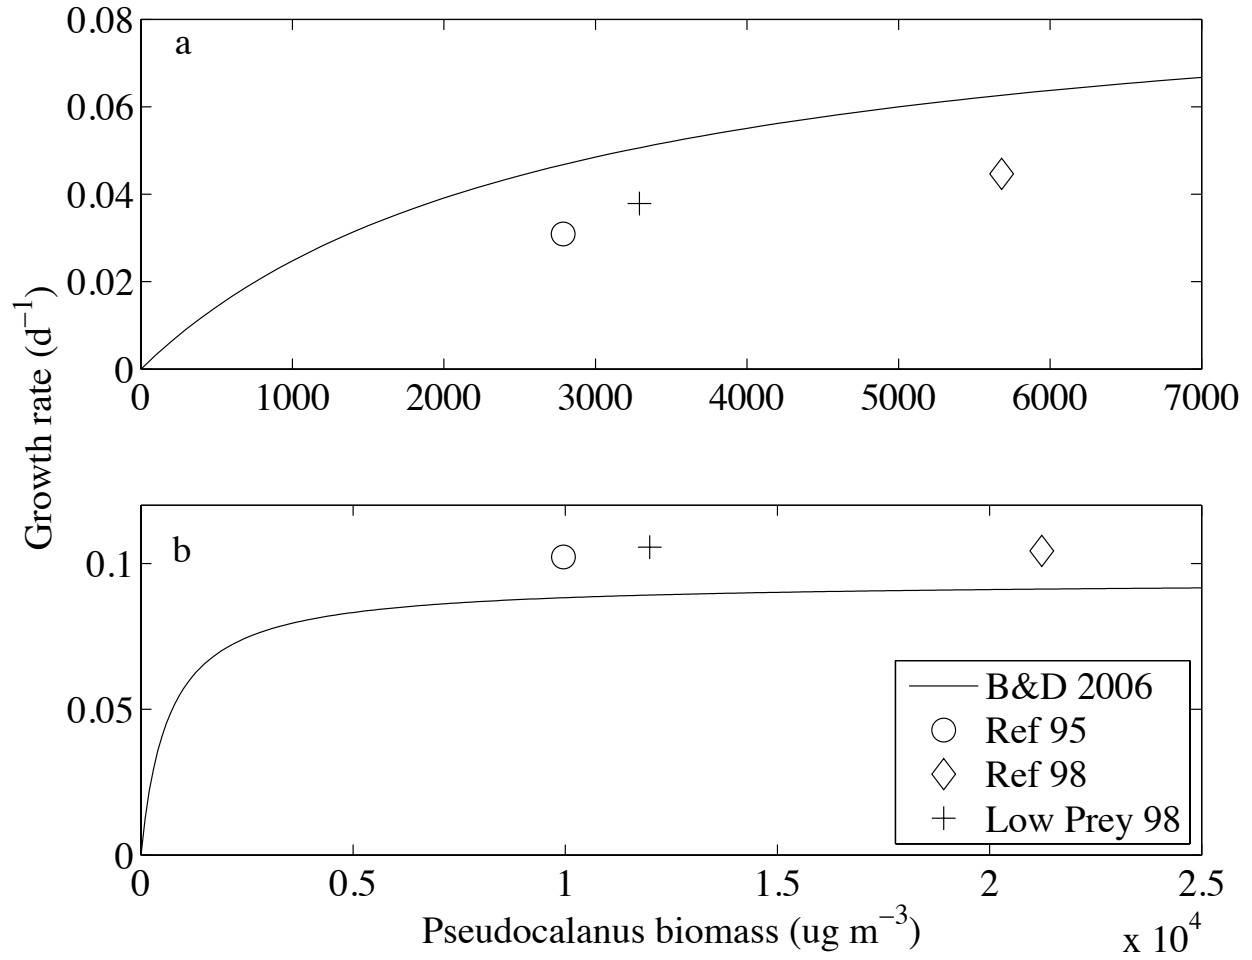 0.08
a
0.06
0.04
0.02
0
0 1000 2000 3000 4000 5000 6000 7000
Growth rate (d−1)
b
0.1
0.05
0
0 0.5 1 1.5 2 2.5
x 10^4
Pseudocalanus biomass (ug m−3)
B&D 2006
Ref 95
Ref 98
Low Prey 98